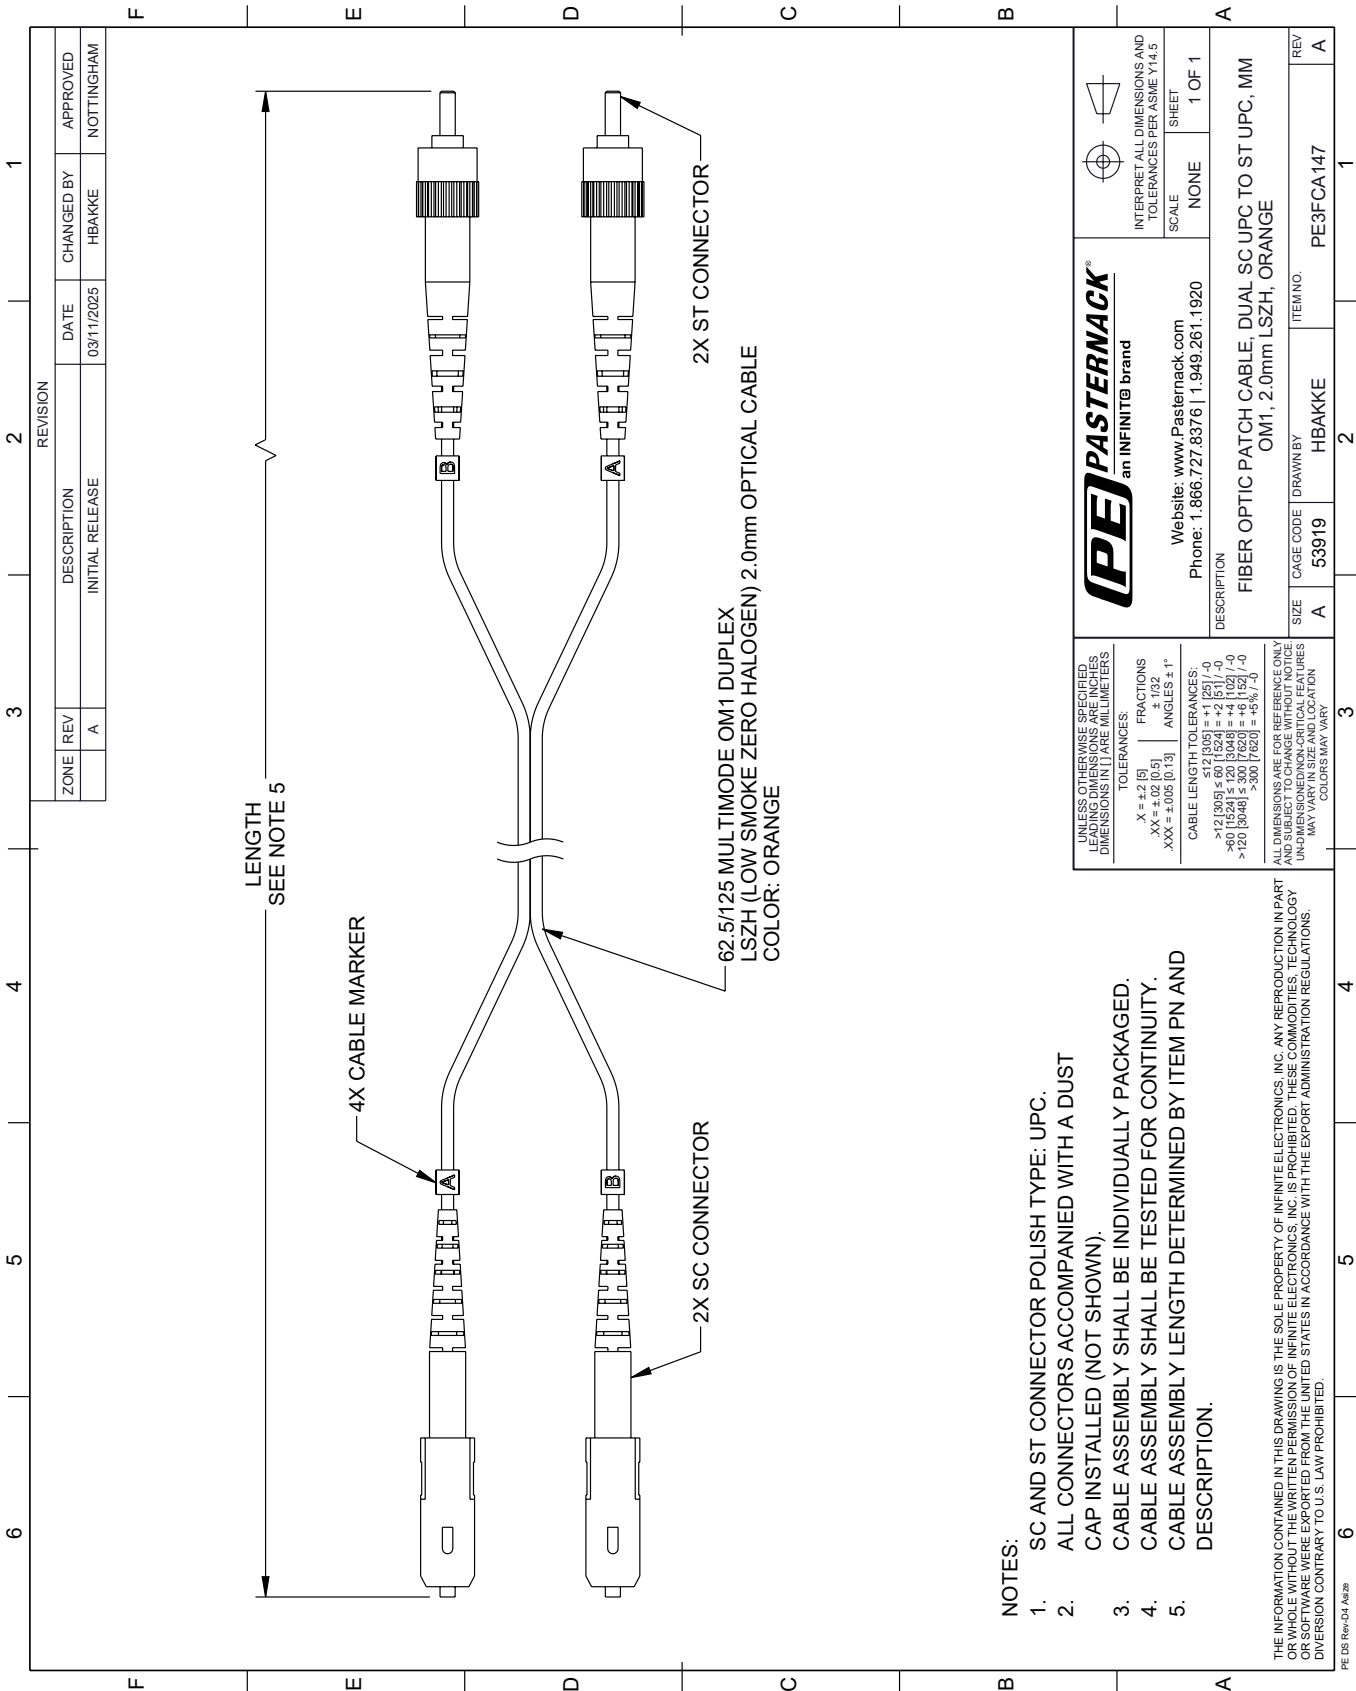 6 5 4 3 2 1
F
E
D
C
B
A
REVISION
ZONE REV DESCRIPTION DATE CHANGED BY APPROVED
A INITIAL RELEASE 03/11/2025 HBAKKE NOTTINGHAM
LENGTH
SEE NOTE 5
4X CABLE MARKER
A
B
B
A
2X SC CONNECTOR
2X ST CONNECTOR
62.5/125 MULTIMODE OM1 DUPLEX
LSZH (LOW SMOKE ZERO HALOGEN) 2.0mm OPTICAL CABLE
COLOR: ORANGE
NOTES:
1. SC AND ST CONNECTOR POLISH TYPE: UPC.
2. ALL CONNECTORS ACCOMPANIED WITH A DUST
CAP INSTALLED (NOT SHOWN).
3. CABLE ASSEMBLY SHALL BE INDIVIDUALLY PACKAGED.
4. CABLE ASSEMBLY SHALL BE TESTED FOR CONTINUITY.
5. CABLE ASSEMBLY LENGTH DETERMINED BY ITEM PN AND
DESCRIPTION.
THE INFORMATION CONTAINED IN THIS DRAWING IS THE SOLE PROPERTY OF INFINITE ELECTRONICS, INC. ANY REPRODUCTION IN PART
OR WHOLE WITHOUT THE WRITTEN PERMISSION OF INFINITE ELECTRONICS, INC. IS PROHIBITED. THESE COMMODITIES, TECHNOLOGY
OR SOFTWARE WERE EXPORTED FROM THE UNITED STATES IN ACCORDANCE WITH THE EXPORT ADMINISTRATION REGULATIONS.
DIVERSION CONTRARY TO U.S. LAW PROHIBITED.
UNLESS OTHERWISE SPECIFIED
LEADING DIMENSIONS ARE INCHES
DIMENSIONS IN [ ] ARE MILLIMETERS
TOLERANCES:
.X = ±.2 [5] FRACTIONS
.XX = ±.02 [0.5] ± 1/32
.XXX = ±.005 [0.13] ANGLES ± 1°
CABLE LENGTH TOLERANCES:
≤12 [305] = +1 [25] / -0
>12 [305] ≤ 60 [1524] = +2 [51] / -0
>60 [1524] ≤ 120 [3048] = +4 [102] / -0
>120 [3048] ≤ 300 [7620] = +6 [152] / -0
>300 [7620] = +5% / -0
ALL DIMENSIONS ARE FOR REFERENCE ONLY
AND SUBJECT TO CHANGE WITHOUT NOTICE.
UN-DIMENSIONED/NON-CRITICAL FEATURES
MAY VARY IN SIZE AND LOCATION
COLORS MAY VARY
PE PASTERNACK®
an INFINIT@ brand
Website: www.Pasternack.com
Phone: 1.866.727.8376 | 1.949.261.1920
INTERPRET ALL DIMENSIONS AND
TOLERANCES PER ASME Y14.5
SCALE SHEET
NONE 1 OF 1
DESCRIPTION
FIBER OPTIC PATCH CABLE, DUAL SC UPC TO ST UPC, MM
OM1, 2.0mm LSZH, ORANGE
SIZE CAGE CODE DRAWN BY ITEM NO. REV
A 53919 HBAKKE PE3FCA147 A
F
E
D
C
B
A
6 5 4 3 2 1
PE DS Rev-D4 Asize